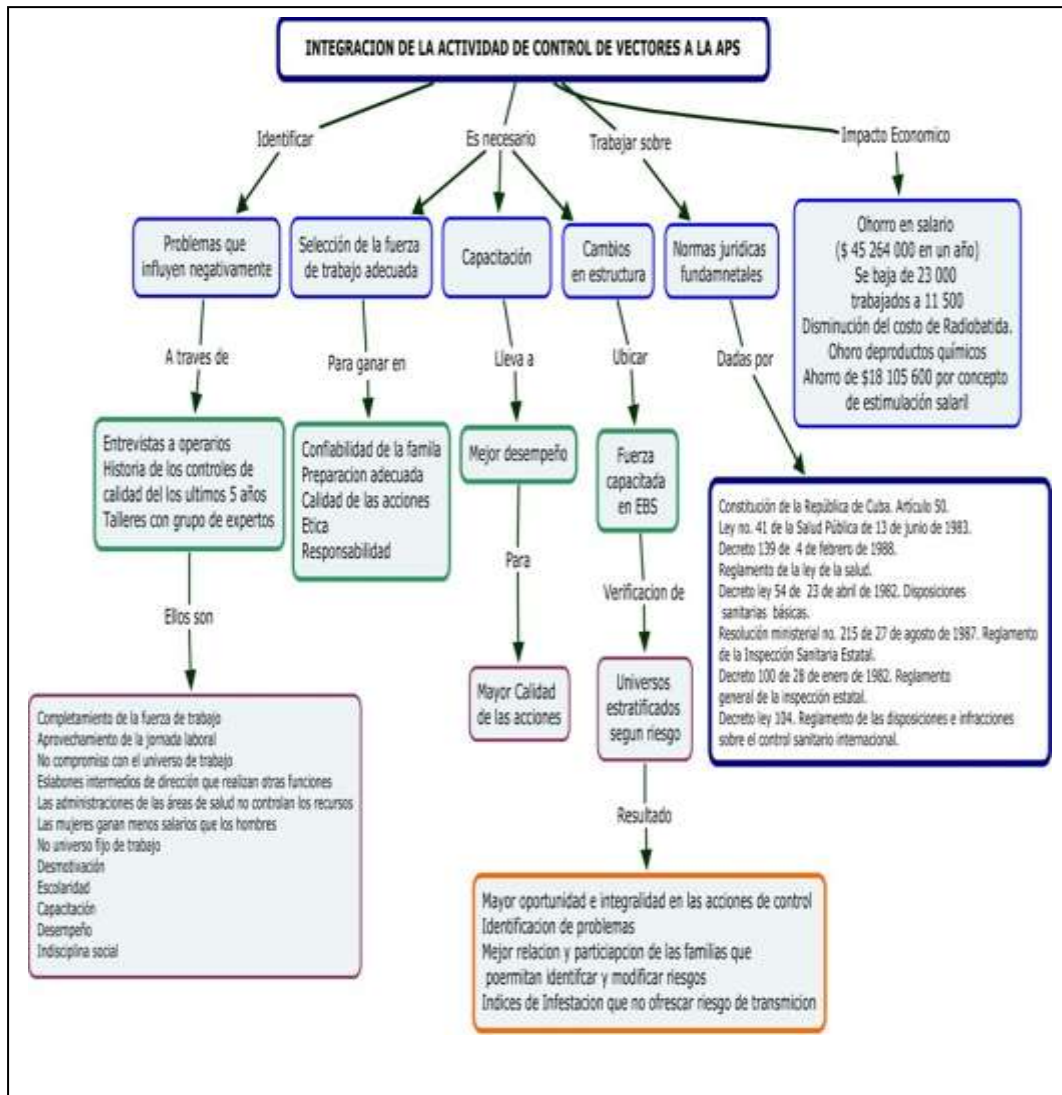 INTEGRACION DE LA ACTIVIDAD DE CONTROL DE VECTORES A LA APS
Identificar
Es necesario
Trabajar sobre
Impacto Economico
Problemas que
influyen negativamente
Selección de la fuerza
de trabajo adecuada
Capacitación
Cambios
en estructura
Normas jurídicas
fundamnetales
Ohorro en salario
($ 45 264 000 en un año)
Se baja de 23 000
trabajados a 11 500
Disminución del costo de Radiobatida.
Ohoro deproductos químicos
Ahorro de $18 105 600 por concepto
de estimulación salaril
A traves de
Para ganar en
Lleva a
Ubicar
Dadas por
Entrevistas a operarios
Historia de los controles de
calidad del los ultimos 5 años
Talleres con grupo de expertos
Confiabilidad de la famila
Preparacion adecuada
Calidad de las acciones
Etica
Responsabilidad
Mejor desempeño
Fuerza
capacitada
en EBS
Constitución de la República de Cuba. Artículo 50.
Ley no. 41 de la Salud Pública de 13 de junio de 1983.
Decreto 139 de 4 de febrero de 1988.
Reglamento de la ley de la salud.
Decreto ley 54 de 23 de abril de 1982. Disposiciones
sanitarias básicas.
Resolución ministerial no. 215 de 27 de agosto de 1987. Reglamento
de la Inspección Sanitaria Estatal.
Decreto 100 de 28 de enero de 1982. Reglamento
general de la inspección estatal.
Decreto ley 104. Reglamento de las disposiciones e infracciones
sobre el control sanitario internacional.
Ellos son
Para
Verificacion de
Completamiento de la fuerza de trabajo
Aprovechamiento de la jornada laboral
No compromiso con el universo de trabajo
Eslabones intermedios de dirección que realizan otras funciones
Las administraciones de las áreas de salud no controlan los recursos
Las mujeres ganan menos salarios que los hombres
No universo fijo de trabajo
Desmotivación
Escolaridad
Capacitación
Desempeño
Indisciplina social
Mayor Calidad
de las acciones
Universos
estratificados
segun riesgo
Resultado
Mayor oportunidad e integralidad en las acciones de control
Identificacion de problemas
Mejor relacion y particiapcion de las familias que
poermitan identifcar y modificar riesgos
Indices de Infestacion que no ofrescar riesgo de transmicion